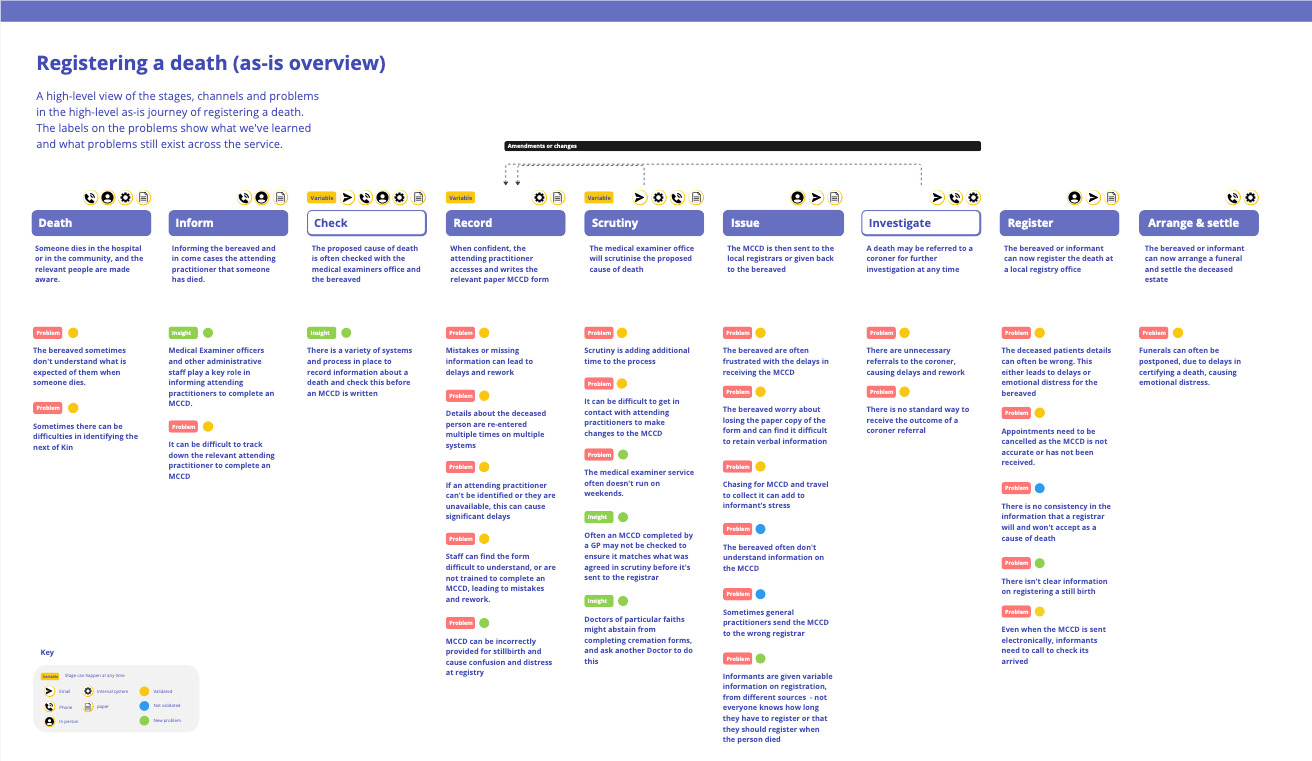 Registering a death (as-is overview)
A high-level view of the stages, channels and problems
in the high-level as-is journey of registering a death.
The labels on the problems show what we've learned
and what problems still exist across the service.
Amendments or changes
Death
Someone dies in the hospital
or in the community, and the
relevant people are made
aware.
Problem
The bereaved sometimes
don't understand what is
expected of them when
someone dies.
Problem
Sometimes there can be
difficulties in identifying the
next of Kin
Inform
Informing the bereaved and
in come cases the attending
practitioner that someone
has died.
Insight
Medical Examiner officers
and other administrative
staff play a key role in
informing attending
practitioners to complete an
MCCD.
Problem
It can be difficult to track
down the relevant attending
practitioner to complete an
MCCD
Variable
Check
The proposed cause of death
is often checked with the
medical examiners office and
the bereaved
Insight
There is a variety of systems
and process in place to
record information about a
death and check this before
an MCCD is written
Variable
Record
When confident, the
attending practitioner
accesses and writes the
relevant paper MCCD form
Problem
Mistakes or missing
information can lead to
delays and rework
Problem
Details about the deceased
person are re-entered
multiple times on multiple
systems
Problem
If an attending practitioner
can't be identified or they are
unavailable, this can cause
significant delays
Problem
Staff can find the form
difficult to understand, or are
not trained to complete an
MCCD, leading to mistakes
and rework.
Problem
MCCD can be incorrectly
provided for stillbirth and
cause confusion and distress
at registry
Variable
Scrutiny
The medical examiner office
will scrutinise the proposed
cause of death
Problem
Scrutiny is adding additional
time to the process
Problem
It can be difficult to get in
contact with attending
practitioners to make
changes to the MCCD
Problem
The medical examiner service
often doesn't run on
weekends.
Insight
Often an MCCD completed by
a GP may not be checked to
ensure it matches what was
agreed in scrutiny before it's
sent to the registrar
Insight
Doctors of particular faiths
might abstain from
completing cremation forms,
and ask another Doctor to do
this
Issue
The MCCD is then sent to the
local registrars or given back
to the bereaved
Problem
The bereaved are often
frustrated with the delays in
receiving the MCCD
Problem
The bereaved worry about
losing the paper copy of the
form and can find it difficult
to retain verbal information
Problem
Chasing for MCCD and travel
to collect it can add to
informant's stress
Problem
The bereaved often don't
understand information on
the MCCD
Problem
Sometimes general
practitioners send the MCCD
to the wrong registrar
Problem
Informants are given variable
information on registration,
from different sources - not
everyone knows how long
they have to register or that
they should register when
the person died
Investigate
A death may be referred to a
coroner for further
investigation at any time
Problem
There are unnecessary
referrals to the coroner,
causing delays and rework
Problem
There is no standard way to
receive the outcome of a
coroner referral
Register
The bereaved or informant
can now register the death at
a local registry office
Problem
The deceased patients details
can often be wrong. This
either leads to delays or
emotional distress for the
bereaved
Problem
Appointments need to be
cancelled as the MCCD is not
accurate or has not been
received.
Problem
There is no consistency in the
information that a registrar
will and won't accept as a
cause of death
Problem
There isn't clear information
on registering a still birth
Problem
Even when the MCCD is sent
electronically, informants
need to call to check its
arrived
Arrange & settle
The bereaved or informant
can now arrange a funeral
and settle the deceased
estate
Problem
Funerals can often be
postponed, due to delays in
certifying a death, causing
emotional distress.
Key
Variable Stage can happen at any time
Email Internal system Validated
Phone paper Not validated
In person New problem